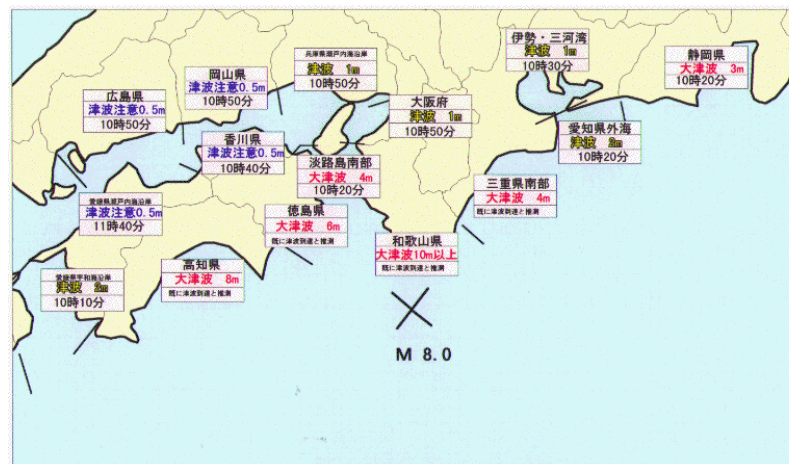 伊勢・三河湾
津波 1m
10時30分
静岡県
大津波 3m
10時20分
兵庫県瀬戸内海沿岸
津波 1m
10時50分
岡山県
津波注意0.5m
10時50分
広島県
津波注意0.5m
10時50分
大阪府
津波 1m
10時50分
愛知県外海
津波 2m
10時20分
香川県
津波注意0.5m
10時40分
淡路島南部
大津波 4m
10時20分
三重県南部
大津波 4m
既に津波到達と推測
愛媛県瀬戸内海沿岸
津波注意0.5m
11時40分
徳島県
大津波 6m
既に津波到達と推測
和歌山県
大津波10m以上
既に津波到達と推測
高知県
大津波 8m
既に津波到達と推測
愛媛県宇和海沿岸
津波 2m
10時10分
M 8.0